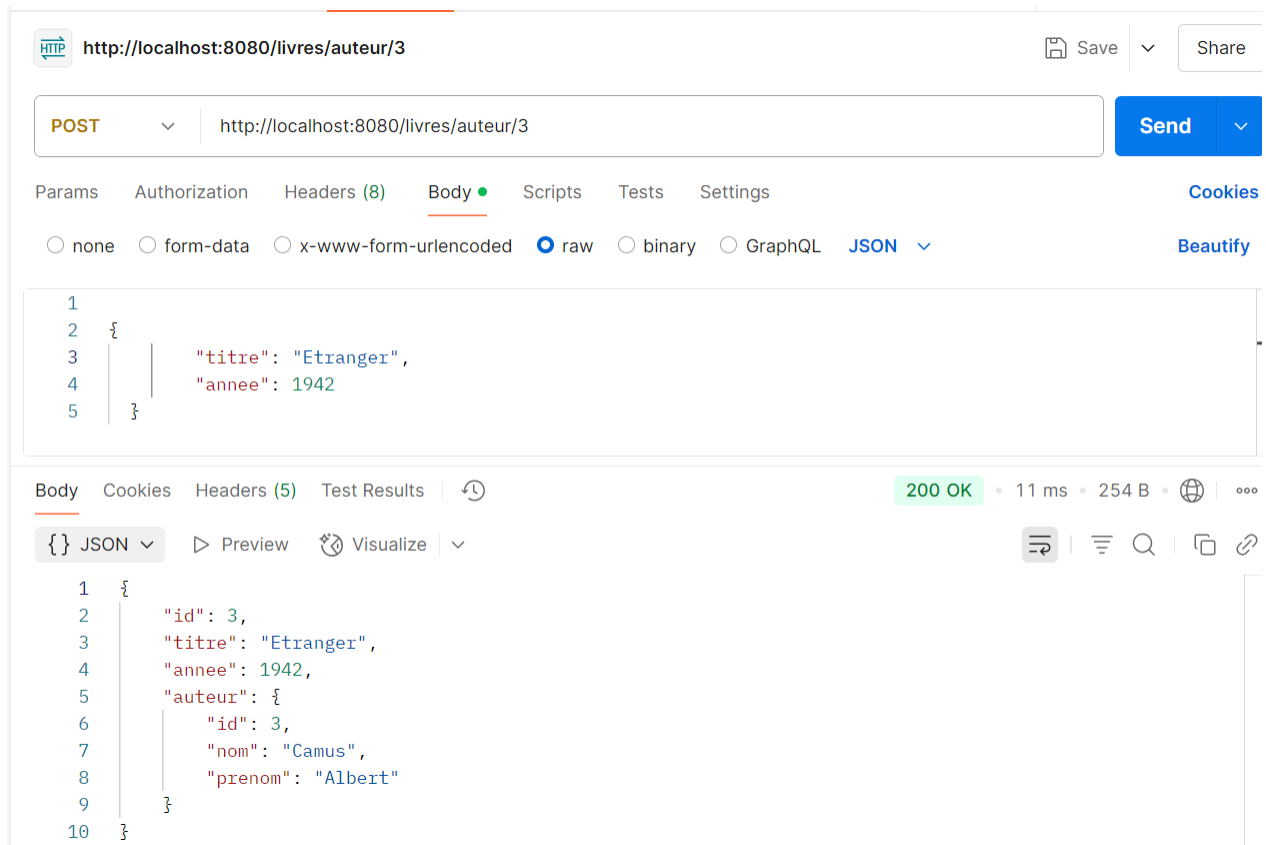 HTTP http://localhost:8080/livres/auteur/3 Save Share
POST http://localhost:8080/livres/auteur/3 Send
Params Authorization Headers (8) Body Scripts Tests Settings Cookies
none form-data x-www-form-urlencoded raw binary GraphQL JSON Beautify
1
2 {
3 "titre": "Etranger",
4 "annee": 1942
5 }
Body Cookies Headers (5) Test Results 200 OK • 11 ms • 254 B •
{} JSON Preview Visualize
1 {
2 "id": 3,
3 "titre": "Etranger",
4 "annee": 1942,
5 "auteur": {
6 "id": 3,
7 "nom": "Camus",
8 "prenom": "Albert"
9 }
10 }